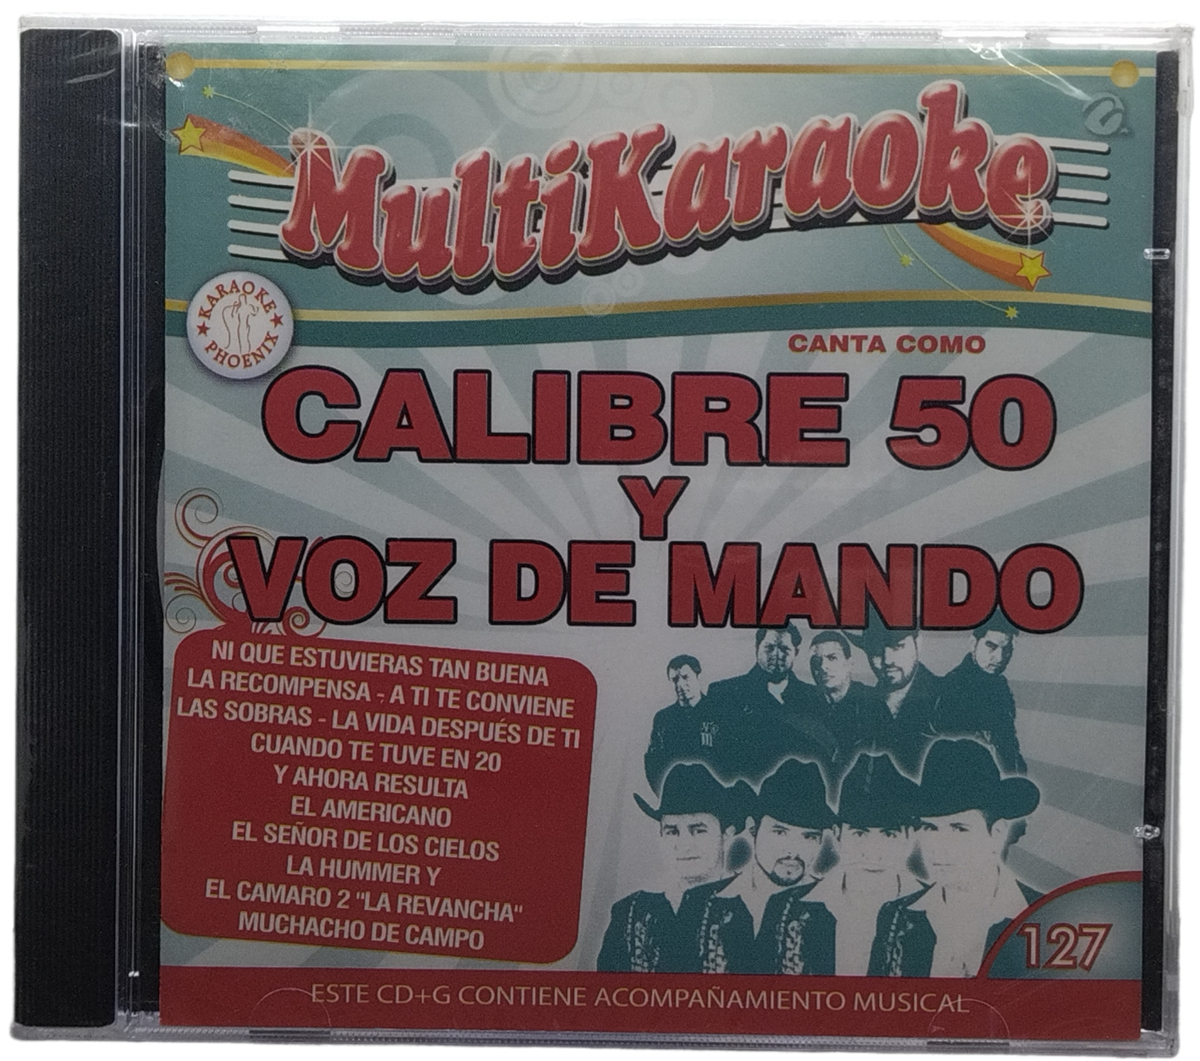 MultiKaraoke
KARAOKE
PHOENIX
CANTA COMO
CALIBRE 50
Y
VOZ DE MANDO
NI QUE ESTUVIERAS TAN BUENA
LA RECOMPENSA - A TI TE CONVIENE
LAS SOBRAS - LA VIDA DESPUÉS DE TI
CUANDO TE TUVE EN 20
Y AHORA RESULTA
EL AMERICANO
EL SEÑOR DE LOS CIELOS
LA HUMMER Y
EL CAMARO 2 "LA REVANCHA"
MUCHACHO DE CAMPO
127
ESTE CD+G CONTIENE ACOMPAÑAMIENTO MUSICAL